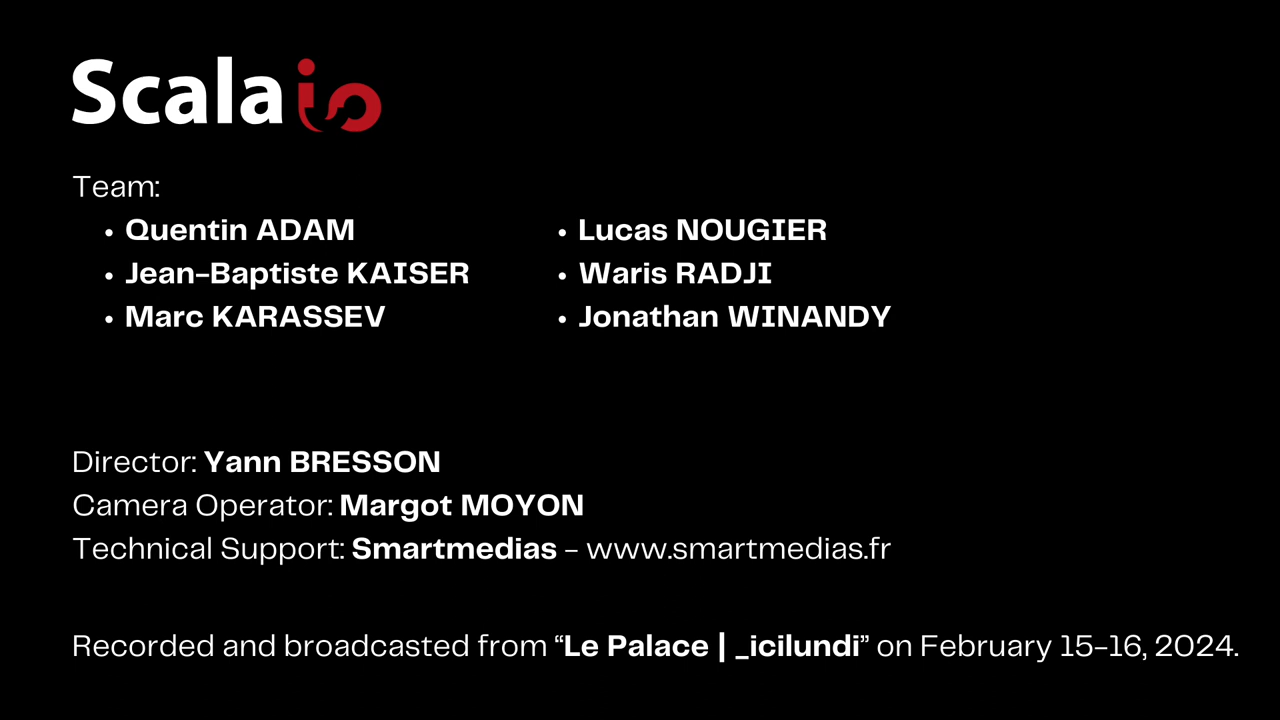 Scala io
Team:
• Quentin ADAM
• Jean-Baptiste KAISER
• Marc KARASSEV
• Lucas NOUGIER
• Waris RADJI
• Jonathan WINANDY
Director: Yann BRESSON
Camera Operator: Margot MOYON
Technical Support: Smartmedias - www.smartmedias.fr
Recorded and broadcasted from “Le Palace | _icilundi” on February 15-16, 2024.